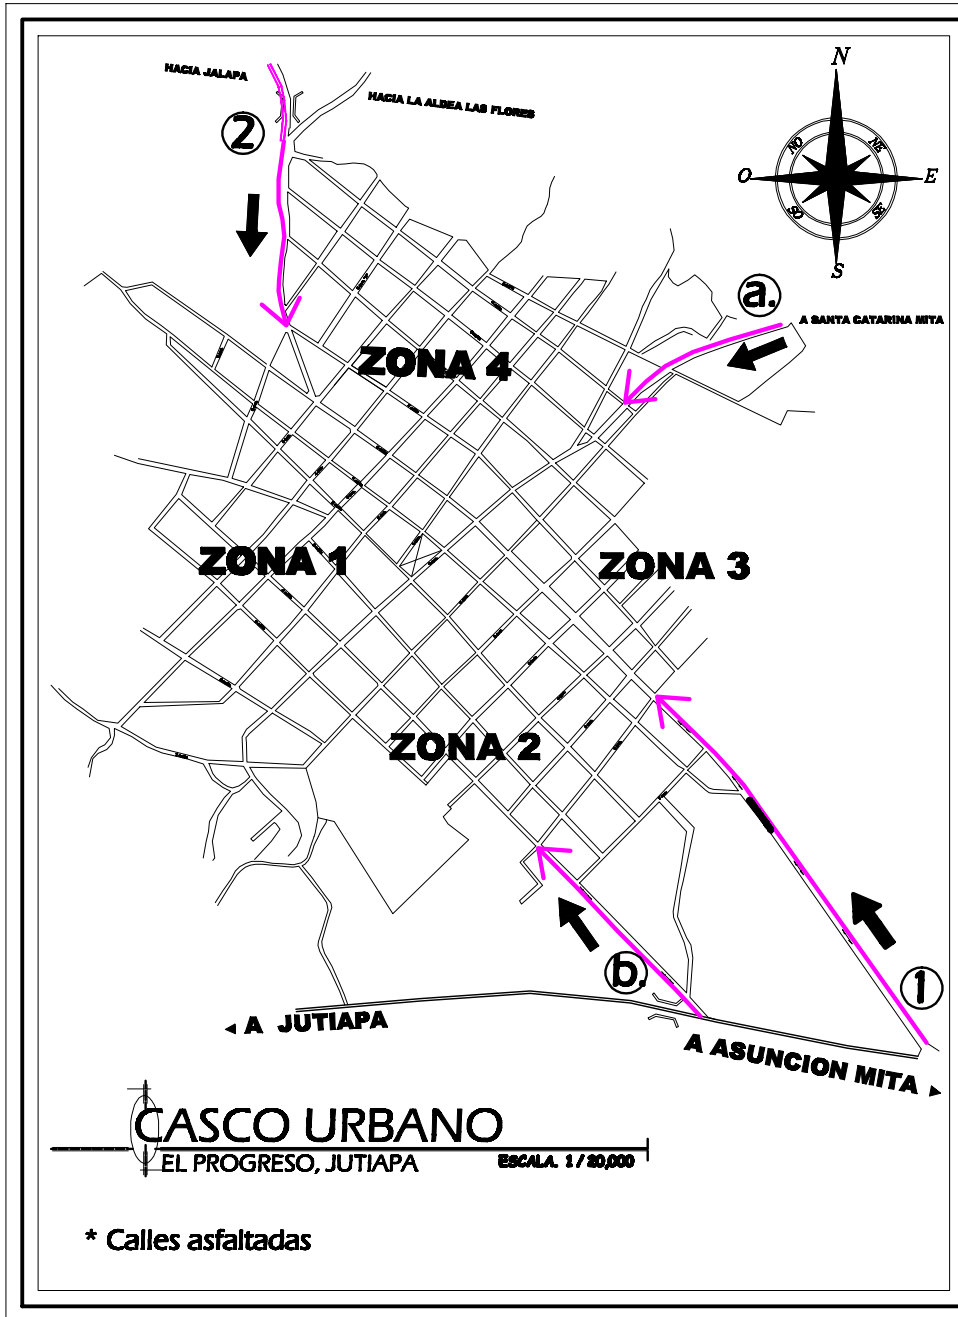 N
HACIA JALAPA
HACIA LA ALDEA LAS FLORES
2
NO
NE
O
E
SO
SE
S
a.
A SANTA CATARINA MITA
ZONA 4
ZONA 1
ZONA 3
ZONA 2
b.
1
A JUTIAPA
A ASUNCION MITA
CASCO URBANO
EL PROGRESO, JUTIAPA
ESCALA. 1 / 20,000
* Calles asfaltadas